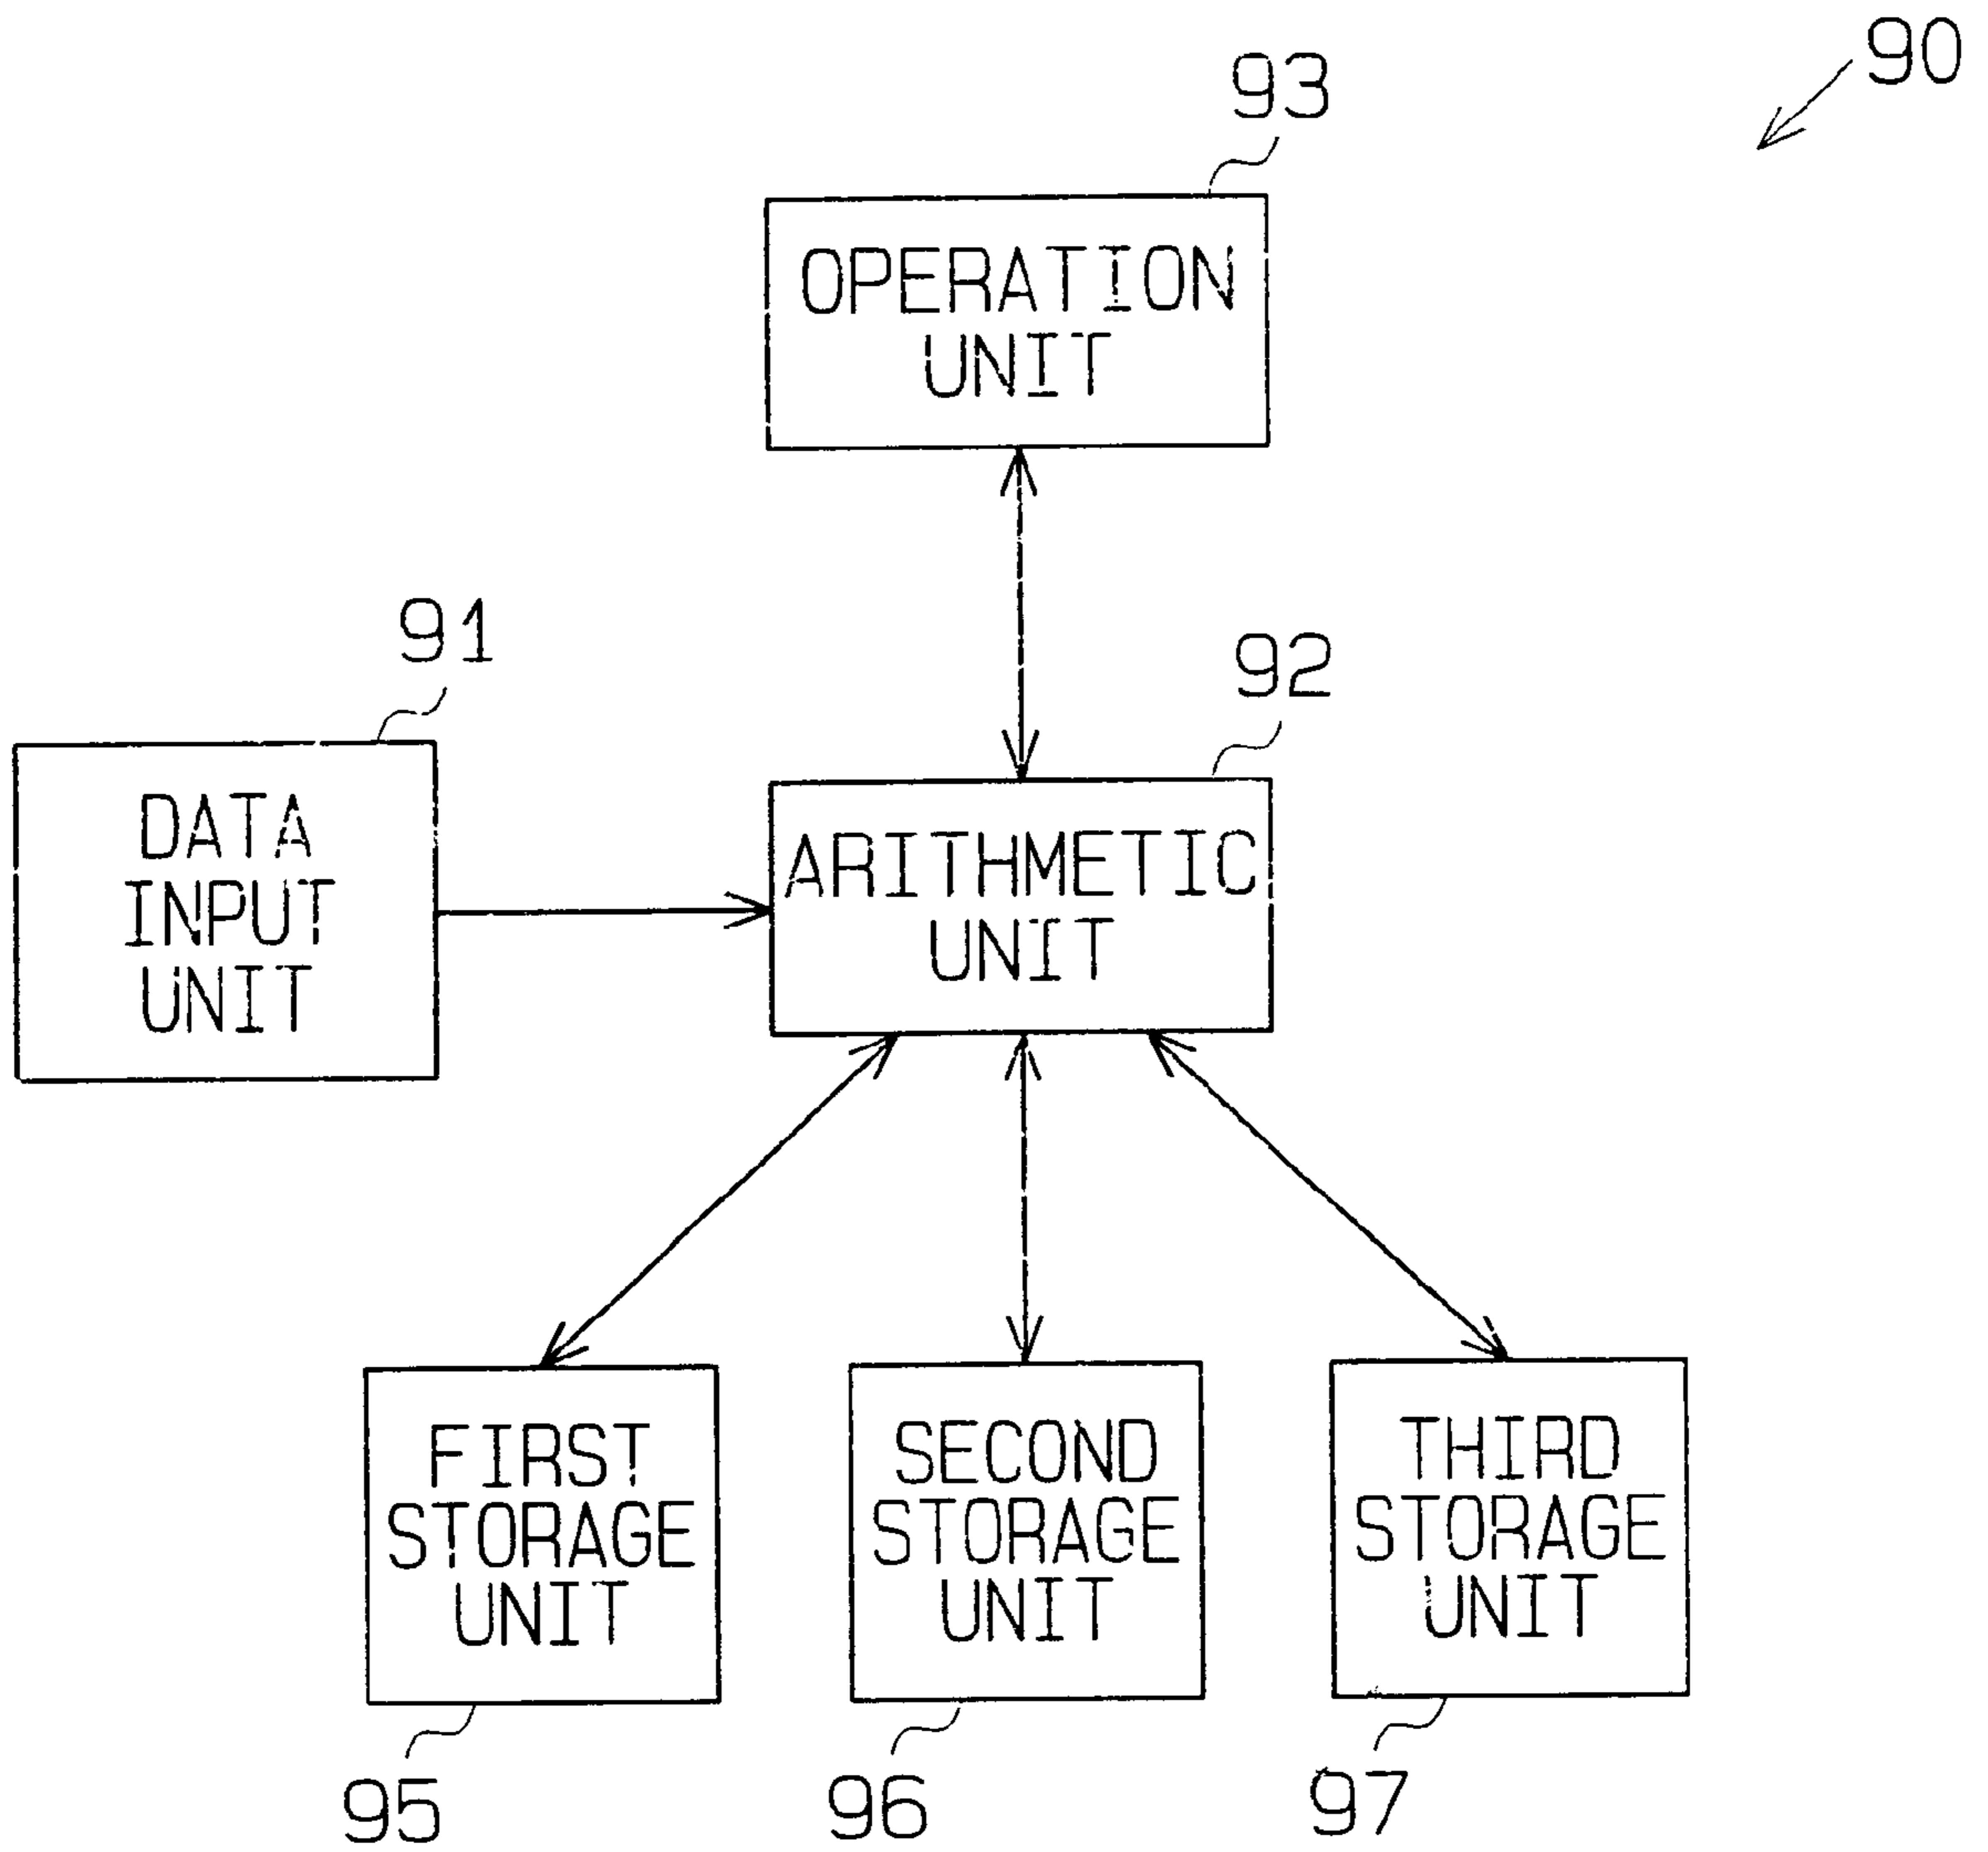 90
93
OPERATION
UNIT
91
92
DATA
INPUT
UNIT
ARITHMETIC
UNIT
FIRST
STORAGE
UNIT
SECOND
STORAGE
UNIT
THIRD
STORAGE
UNIT
95
96
97